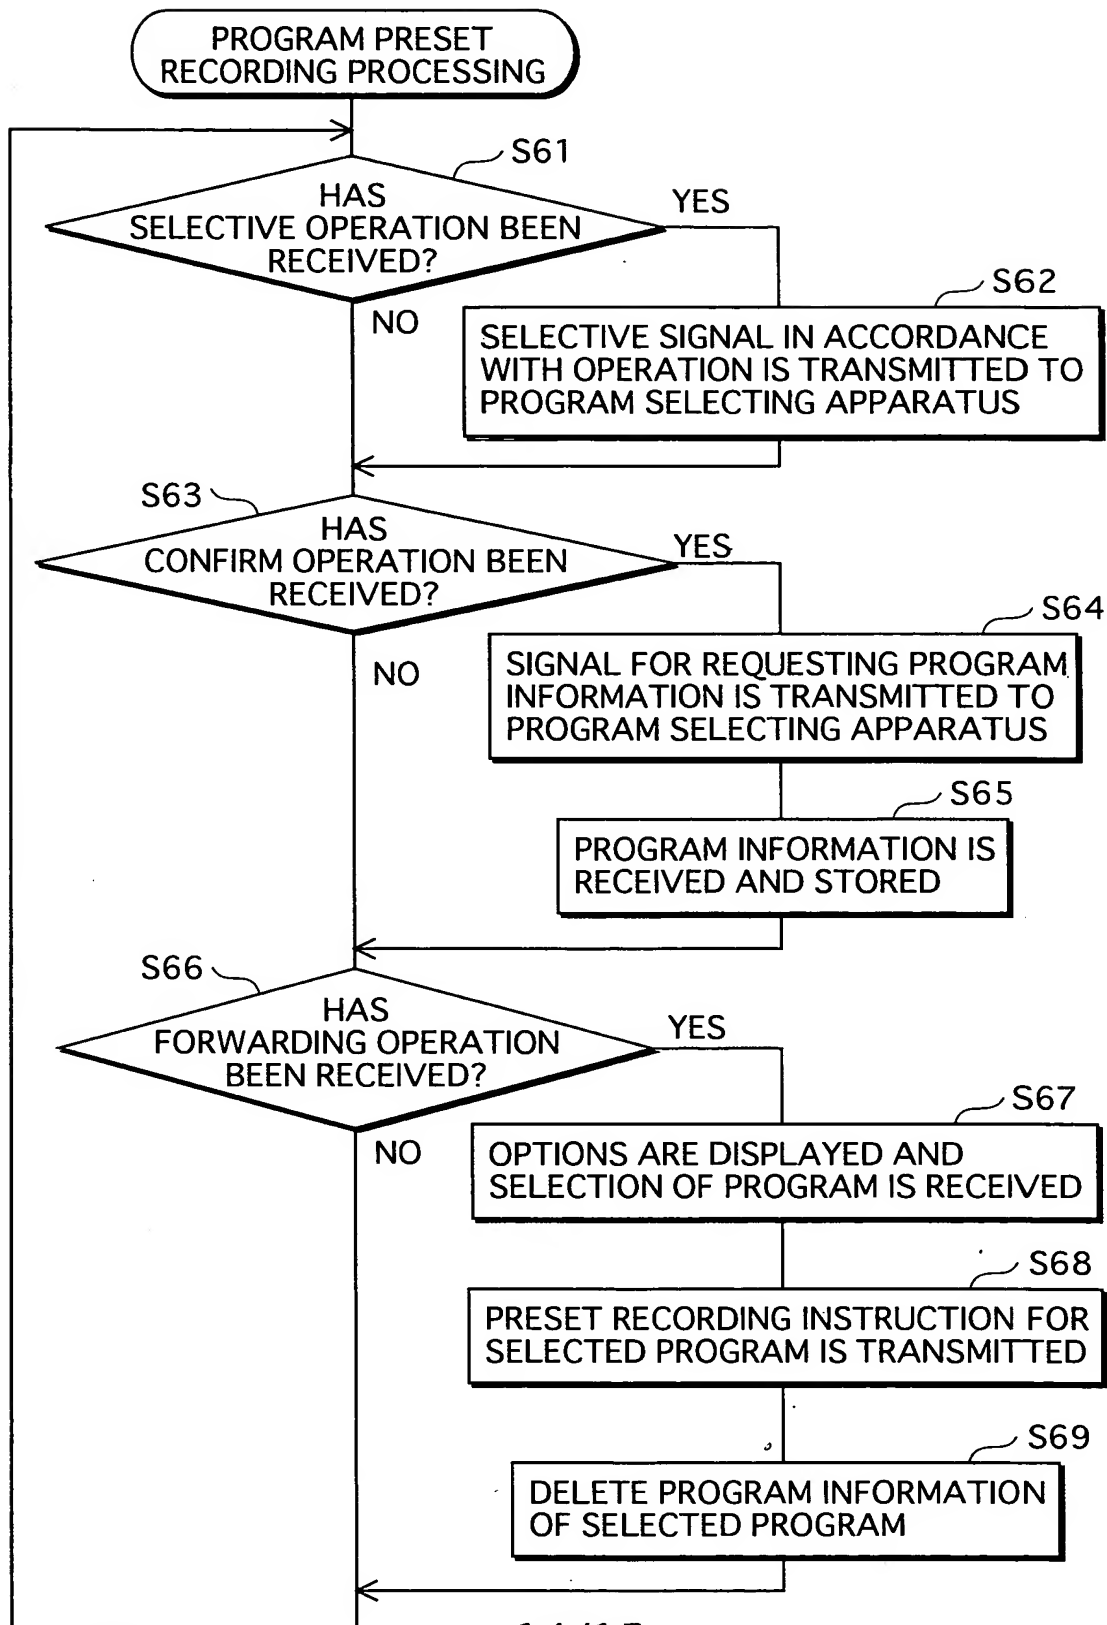 PROGRAM PRESET
RECORDING PROCESSING
S61
HAS
SELECTIVE OPERATION BEEN
RECEIVED?
YES
NO
S62
SELECTIVE SIGNAL IN ACCORDANCE
WITH OPERATION IS TRANSMITTED TO
PROGRAM SELECTING APPARATUS
S63
HAS
CONFIRM OPERATION BEEN
RECEIVED?
YES
NO
S64
SIGNAL FOR REQUESTING PROGRAM
INFORMATION IS TRANSMITTED TO
PROGRAM SELECTING APPARATUS
S65
PROGRAM INFORMATION IS
RECEIVED AND STORED
S66
HAS
FORWARDING OPERATION
BEEN RECEIVED?
YES
NO
S67
OPTIONS ARE DISPLAYED AND
SELECTION OF PROGRAM IS RECEIVED
S68
PRESET RECORDING INSTRUCTION FOR
SELECTED PROGRAM IS TRANSMITTED
S69
DELETE PROGRAM INFORMATION
OF SELECTED PROGRAM